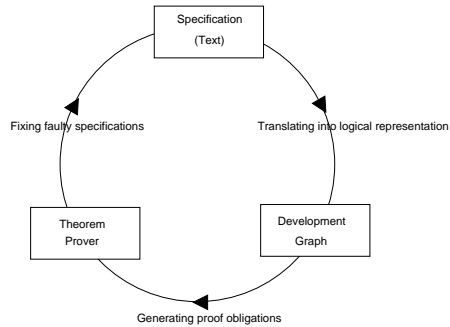 Specification
(Text)
Fixing faulty specifications
Translating into logical representation
Theorem
Prover
Development
Graph
Generating proof obligations